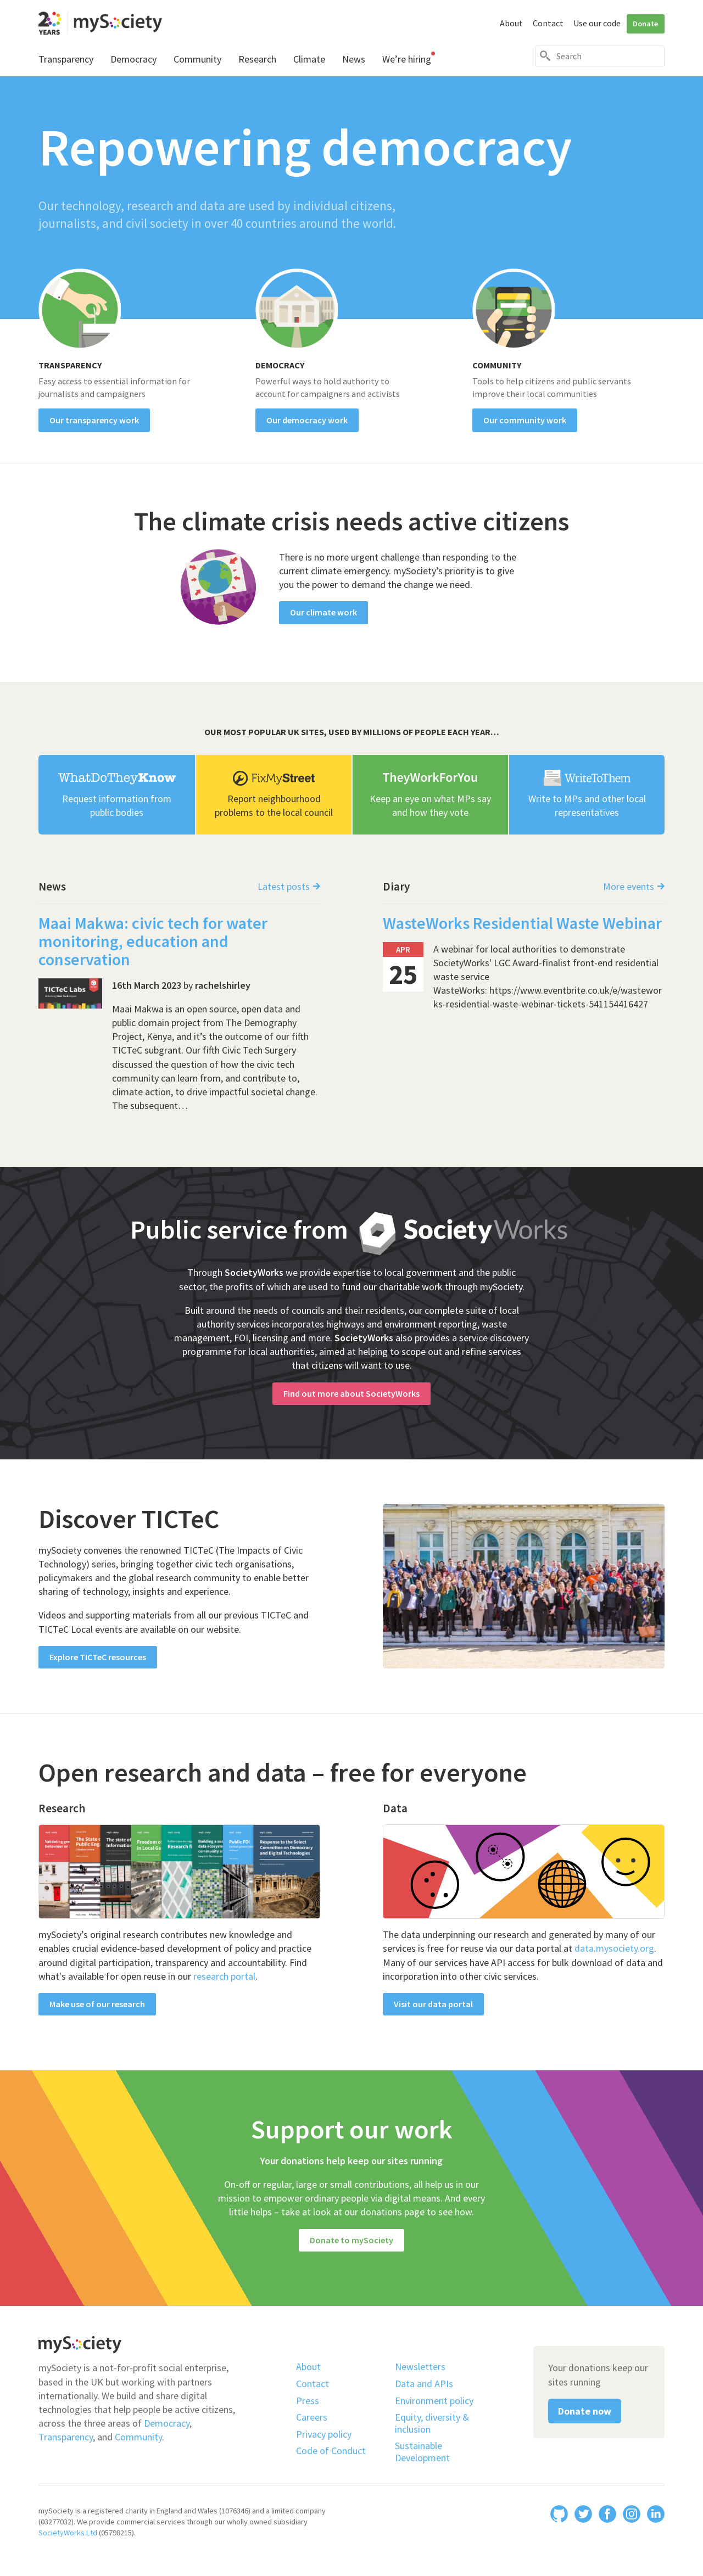 20 YEARS
mySociety
About Contact Use our code Donate
Transparency Democracy Community Research Climate News We're hiring
Search
Repowering democracy
Our technology, research and data are used by individual citizens,
journalists, and civil society in over 40 countries around the world.
TRANSPARENCY
Easy access to essential information for
journalists and campaigners
Our transparency work
DEMOCRACY
Powerful ways to hold authority to
account for campaigners and activists
Our democracy work
COMMUNITY
Tools to help citizens and public servants
improve their local communities
Our community work
The climate crisis needs active citizens
There is no more urgent challenge than responding to the
current climate emergency. mySociety's priority is to give
you the power to demand the change we need.
Our climate work
OUR MOST POPULAR UK SITES, USED BY MILLIONS OF PEOPLE EACH YEAR…
WhatDoTheyKnow
Request information from
public bodies
FixMyStreet
Report neighbourhood
problems to the local council
TheyWorkForYou
Keep an eye on what MPs say
and how they vote
WriteToThem
Write to MPs and other local
representatives
News
Latest posts
Maai Makwa: civic tech for water
monitoring, education and
conservation
TICTeC Labs
16th March 2023 by rachelshirley
Maai Makwa is an open source, open data and
public domain project from The Demography
Project, Kenya, and it's the outcome of our fifth
TICTeC subgrant. Our fifth Civic Tech Surgery
discussed the question of how the civic tech
community can learn from, and contribute to,
climate action, to drive impactful societal change.
The subsequent…
Diary
More events
WasteWorks Residential Waste Webinar
APR
25
A webinar for local authorities to demonstrate
SocietyWorks' LGC Award-finalist front-end residential
waste service
WasteWorks: https://www.eventbrite.co.uk/e/wastewor
ks-residential-waste-webinar-tickets-541154416427
Public service from SocietyWorks
Through SocietyWorks we provide expertise to local government and the public
sector, the profits of which are used to fund our charitable work through mySociety.
Built around the needs of councils and their residents, our complete suite of local
authority services incorporates highways and environment reporting, waste
management, FOI, licensing and more. SocietyWorks also provides a service discovery
programme for local authorities, aimed at helping to scope out and refine services
that citizens will want to use.
Find out more about SocietyWorks
Discover TICTeC
mySociety convenes the renowned TICTeC (The Impacts of Civic
Technology) series, bringing together civic tech organisations,
policymakers and the global research community to enable better
sharing of technology, insights and experience.
Videos and supporting materials from all our previous TICTeC and
TICTeC Local events are available on our website.
Explore TICTeC resources
Open research and data – free for everyone
Research
Response to the Select
Committee on Democracy
and Digital Technologies
mySociety's original research contributes new knowledge and
enables crucial evidence-based development of policy and practice
around digital participation, transparency and accountability. Find
what's available for open reuse in our research portal.
Make use of our research
Data
The data underpinning our research and generated by many of our
services is free for reuse via our data portal at data.mysociety.org.
Many of our services have API access for bulk download of data and
incorporation into other civic services.
Visit our data portal
Support our work
Your donations help keep our sites running
On-off or regular, large or small contributions, all help us in our
mission to empower ordinary people via digital means. And every
little helps – take at look at our donations page to see how.
Donate to mySociety
mySociety
mySociety is a not-for-profit social enterprise,
based in the UK but working with partners
internationally. We build and share digital
technologies that help people be active citizens,
across the three areas of Democracy,
Transparency, and Community.
About
Contact
Press
Careers
Privacy policy
Code of Conduct
Newsletters
Data and APIs
Environment policy
Equity, diversity &
inclusion
Sustainable
Development
Your donations keep our
sites running
Donate now
mySociety is a registered charity in England and Wales (1076346) and a limited company
(03277032). We provide commercial services through our wholly owned subsidiary
SocietyWorks Ltd (05798215).